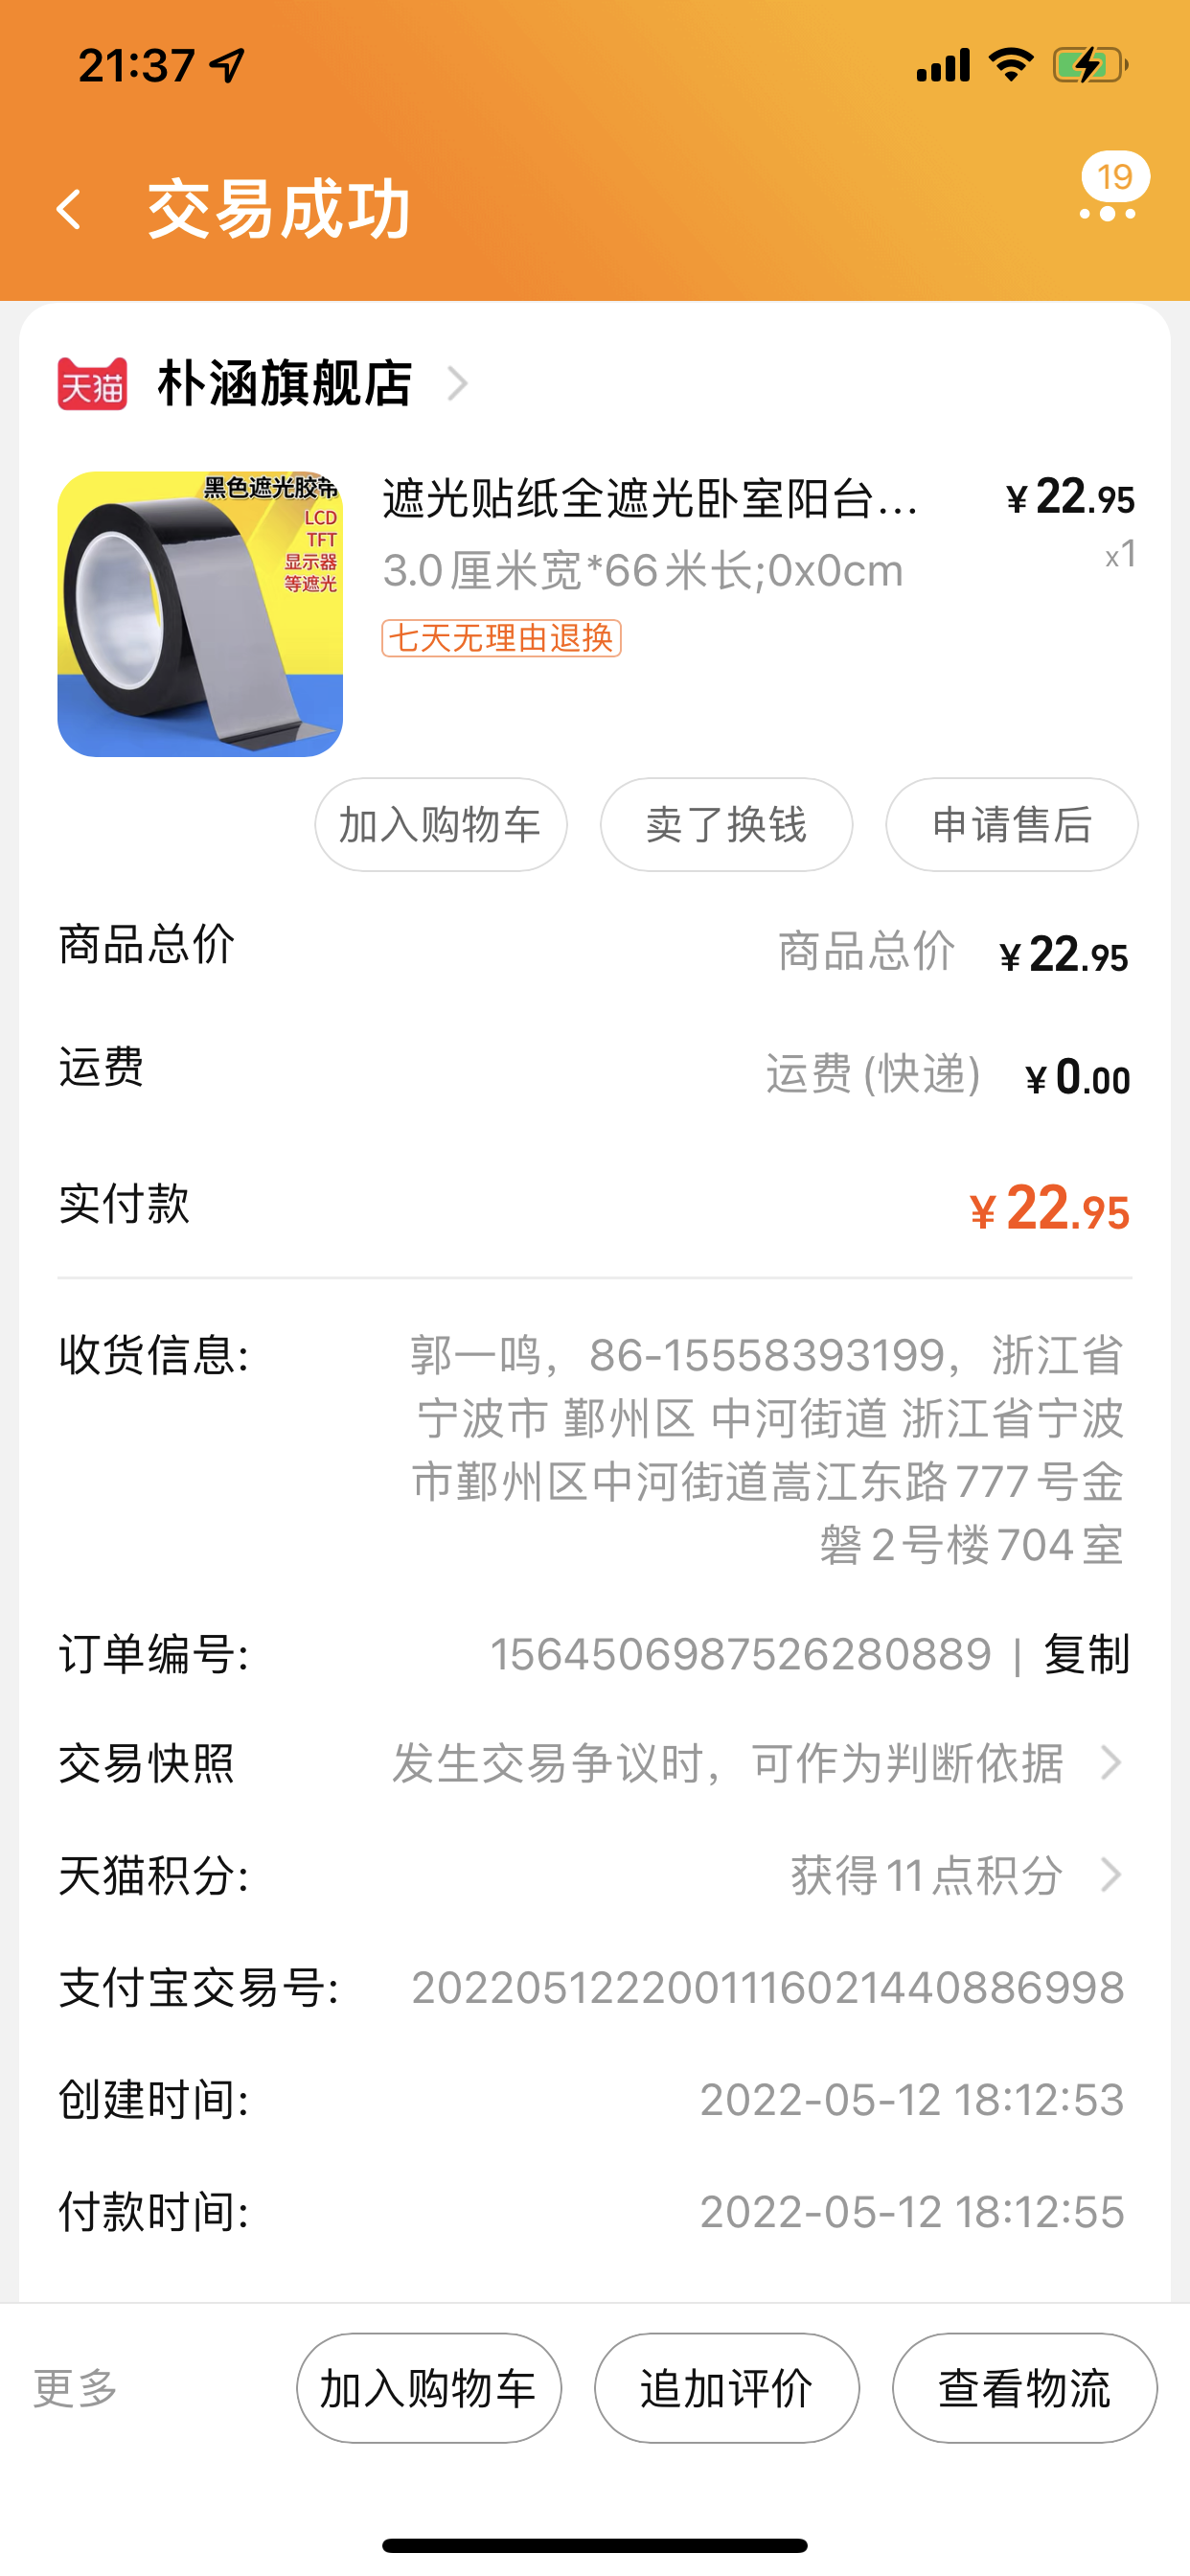 21:37
19
交易成功
天猫 朴涵旗舰店
黑色遮光胶带
LCD
TFT
显示器
等遮光
遮光贴纸全遮光卧室阳台... ¥22.95
3.0厘米宽*66米长;0x0cm x1
七天无理由退换
加入购物车 卖了换钱 申请售后
商品总价 商品总价 ¥22.95
运费 运费(快递) ¥0.00
实付款 ¥22.95
收货信息: 郭一鸣，86-15558393199，浙江省
宁波市 鄞州区 中河街道 浙江省宁波
市鄞州区中河街道嵩江东路777号金
磐2号楼704室
订单编号: 1564506987526280889 | 复制
交易快照 发生交易争议时，可作为判断依据
天猫积分: 获得11点积分
支付宝交易号: 2022051222001116021440886998
创建时间: 2022-05-12 18:12:53
付款时间: 2022-05-12 18:12:55
更多 加入购物车 追加评价 查看物流